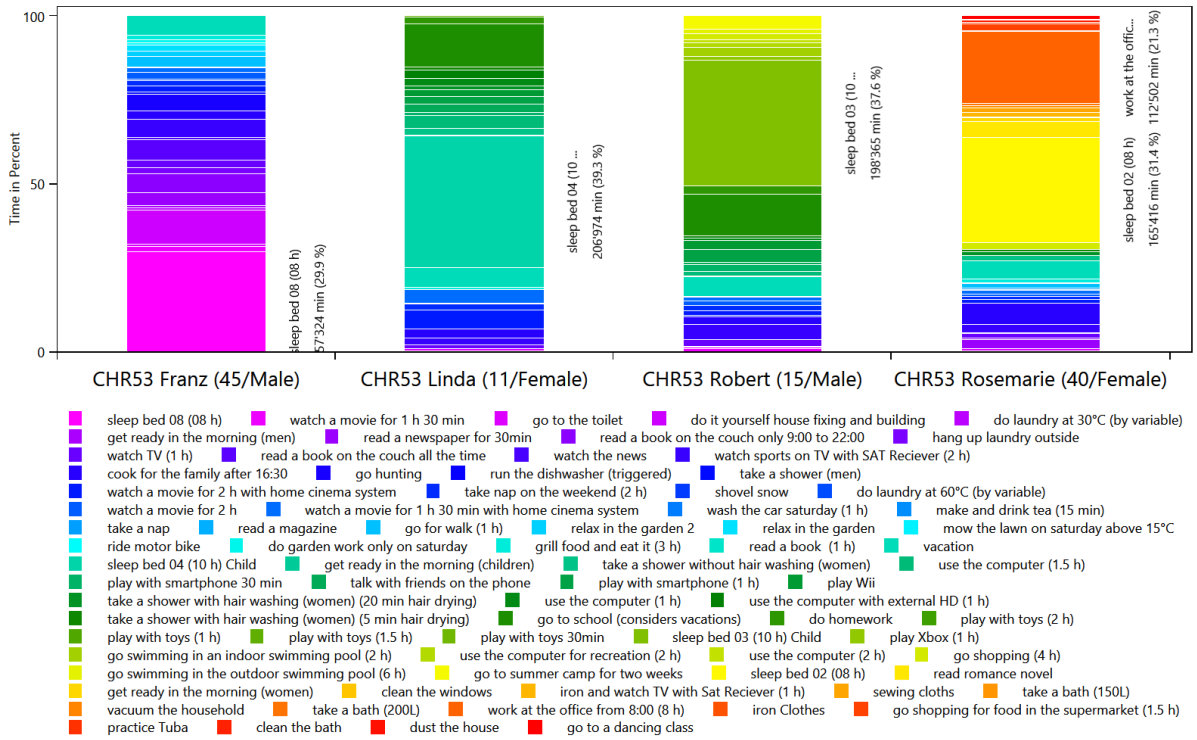 100
50
0
Time in Percent
sleep bed 08 (08 h)
57'324 min (29.9 %)
sleep bed 04 (10 ...
206'974 min (39.3 %)
sleep bed 03 (10 ...
198'365 min (37.6 %)
work at the offic...
112'502 min (21.3 %)
sleep bed 02 (08 h)
165'416 min (31.4 %)
CHR53 Franz (45/Male) CHR53 Linda (11/Female) CHR53 Robert (15/Male) CHR53 Rosemarie (40/Female)
sleep bed 08 (08 h) watch a movie for 1 h 30 min go to the toilet do it yourself house fixing and building do laundry at 30°C (by variable)
get ready in the morning (men) read a newspaper for 30min read a book on the couch only 9:00 to 22:00 hang up laundry outside
watch TV (1 h) read a book on the couch all the time watch the news watch sports on TV with SAT Reciever (2 h)
cook for the family after 16:30 go hunting run the dishwasher (triggered) take a shower (men)
watch a movie for 2 h with home cinema system take nap on the weekend (2 h) shovel snow do laundry at 60°C (by variable)
watch a movie for 2 h watch a movie for 1 h 30 min with home cinema system wash the car saturday (1 h) make and drink tea (15 min)
take a nap read a magazine go for walk (1 h) relax in the garden 2 relax in the garden mow the lawn on saturday above 15°C
ride motor bike do garden work only on saturday grill food and eat it (3 h) read a book (1 h) vacation
sleep bed 04 (10 h) Child get ready in the morning (children) take a shower without hair washing (women) use the computer (1.5 h)
play with smartphone 30 min talk with friends on the phone play with smartphone (1 h) play Wii
take a shower with hair washing (women) (20 min hair drying) use the computer (1 h) use the computer with external HD (1 h)
take a shower with hair washing (women) (5 min hair drying) go to school (considers vacations) do homework play with toys (2 h)
play with toys (1 h) play with toys (1.5 h) play with toys 30min sleep bed 03 (10 h) Child play Xbox (1 h)
go swimming in an indoor swimming pool (2 h) use the computer for recreation (2 h) use the computer (2 h) go shopping (4 h)
go swimming in the outdoor swimming pool (6 h) go to summer camp for two weeks sleep bed 02 (08 h) read romance novel
get ready in the morning (women) clean the windows iron and watch TV with Sat Reciever (1 h) sewing cloths take a bath (150L)
vacuum the household take a bath (200L) work at the office from 8:00 (8 h) iron Clothes go shopping for food in the supermarket (1.5 h)
practice Tuba clean the bath dust the house go to a dancing class